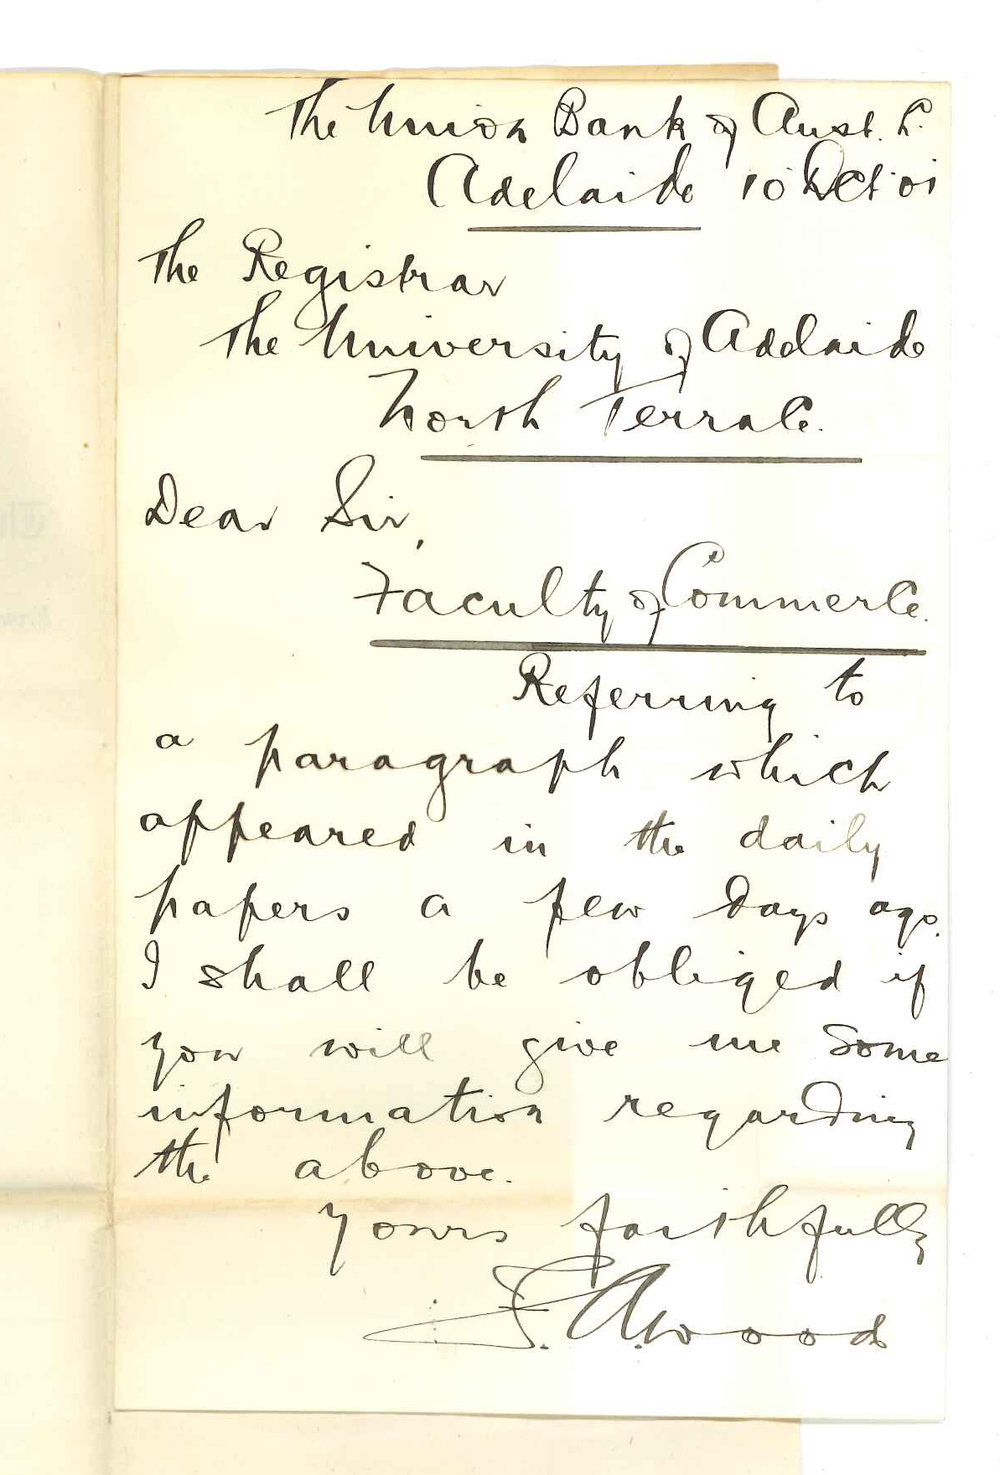 The Union Bank of Aust. L.
Adelaide 10 Oct. 01
The Registrar
The University of Adelaide
North Terrace.
Dear Sir,
Faculty of Commerce.
Referring to
a paragraph which
appeared in the daily
papers a few days ago.
I shall be obliged if
you will give me some
information regarding
the above.
Yours faithfully
F. A. Wood